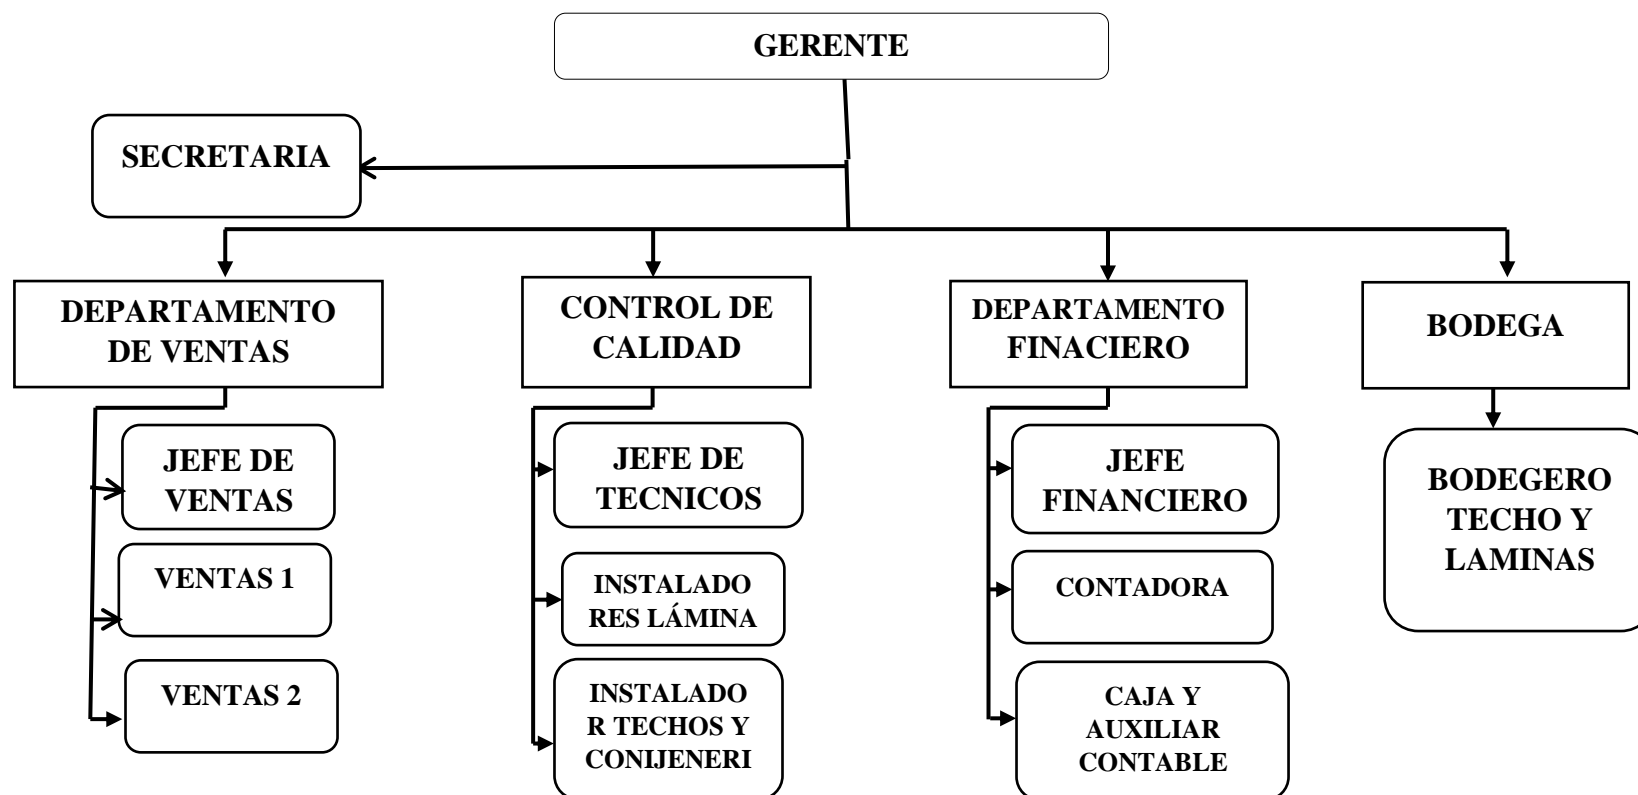 GERENTE
SECRETARIA
DEPARTAMENTO
DE VENTAS
CONTROL DE
CALIDAD
DEPARTAMENTO
FINACIERO
BODEGA
JEFE DE
VENTAS
VENTAS 1
VENTAS 2
JEFE DE
TECNICOS
INSTALADO
RES LÁMINA
INSTALADO
R TECHOS Y
CONIJENERI
JEFE
FINANCIERO
CONTADORA
CAJA Y
AUXILIAR
CONTABLE
BODEGERO
TECHO Y
LAMINAS